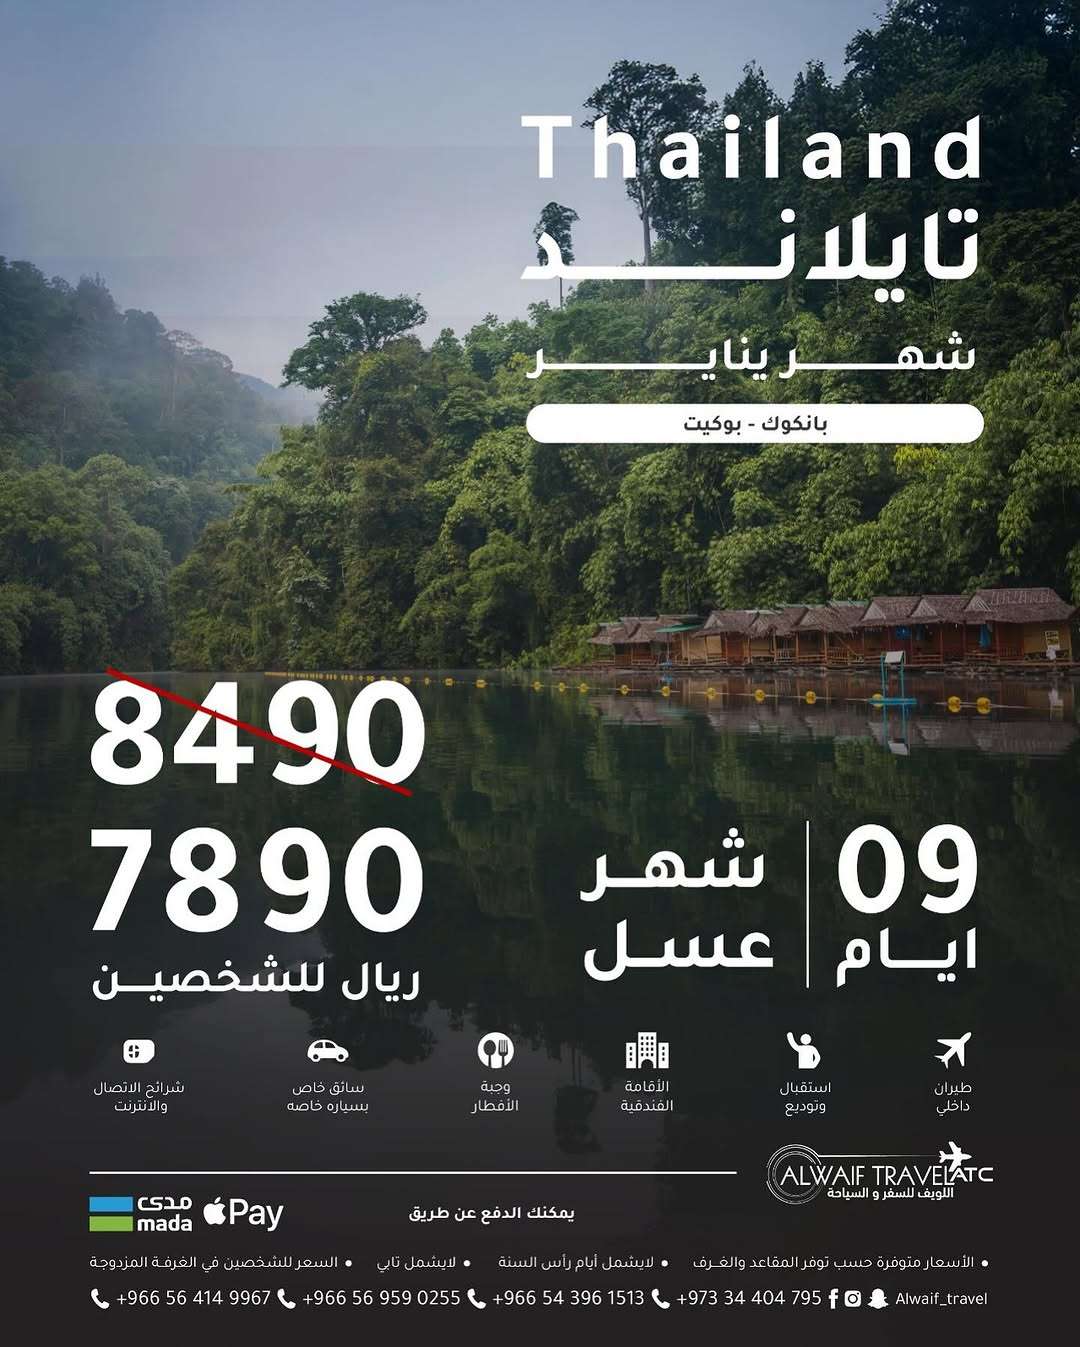 Thailand
تايلاند
شهر يناير
بانكوك - بوكيت
8490
7890
ريال للشخصين
09
ايام
شهر
عسل
طيران
داخلي
استقبال
وتوديع
الأقامة
الفندقية
وجبة
الأفطار
سائق خاص
بسياره خاصه
شرائح الاتصال
والانترنت
ALWAIF TRAVEL ATC
اللويف للسفر و السياحة
يمكنك الدفع عن طريق
Pay
مدى
mada
• الأسعار متوفرة حسب توفر المقاعد والغرف • لايشمل أيام رأس السنة • لايشمل تابي • السعر للشخصين في الغرفة المزدوجة
+966 56 414 9967 +966 56 959 0255 +966 54 396 1513 +973 34 404 795 Alwaif_travel